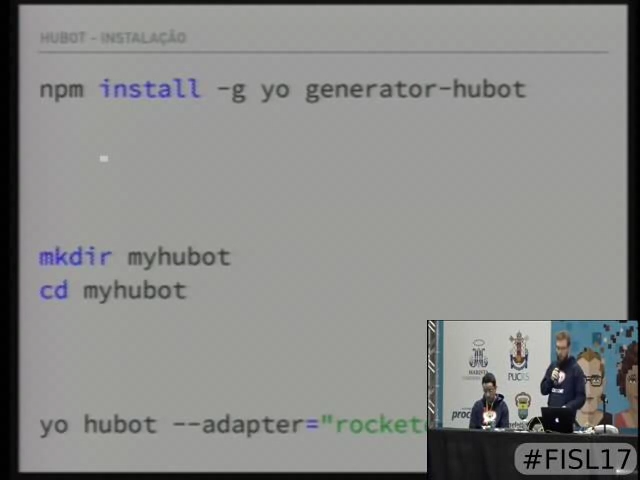 HUBOT - INSTALAÇÃO
npm install -g yo generator-hubot
mkdir myhubot
cd myhubot
yo hubot --adapter="rocket
PUCRS
#FISL17